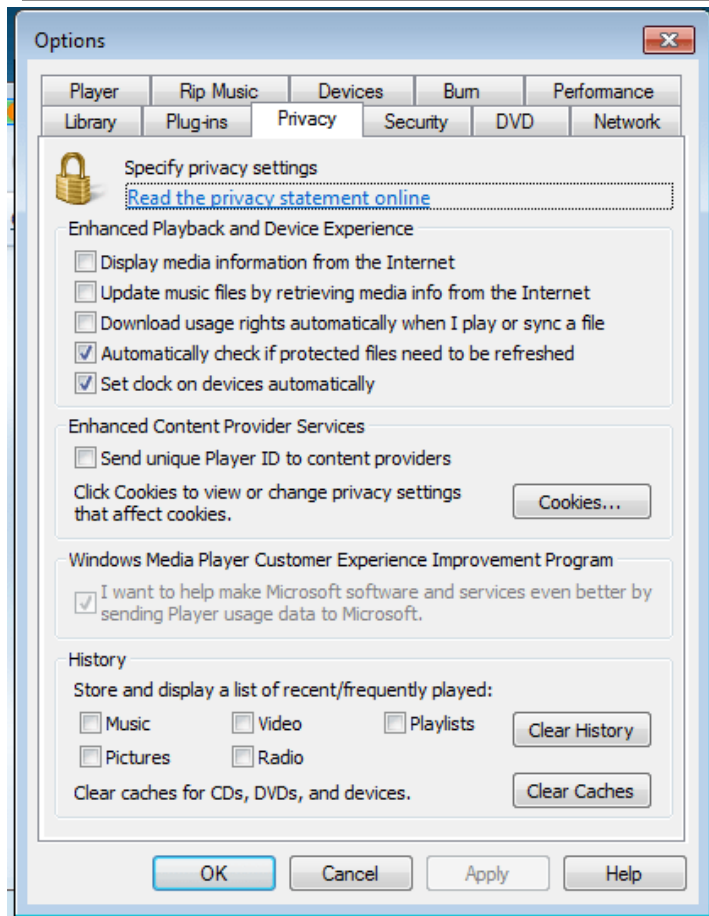 Options
Player Rip Music Devices Burn Performance
Library Plug-ins Privacy Security DVD Network
Specify privacy settings
Read the privacy statement online
Enhanced Playback and Device Experience
Display media information from the Internet
Update music files by retrieving media info from the Internet
Download usage rights automatically when I play or sync a file
Automatically check if protected files need to be refreshed
Set clock on devices automatically
Enhanced Content Provider Services
Send unique Player ID to content providers
Click Cookies to view or change privacy settings
that affect cookies.
Cookies...
Windows Media Player Customer Experience Improvement Program
I want to help make Microsoft software and services even better by
sending Player usage data to Microsoft.
History
Store and display a list of recent/frequently played:
Music Video Playlists
Clear History
Pictures Radio
Clear caches for CDs, DVDs, and devices.
Clear Caches
OK Cancel Apply Help